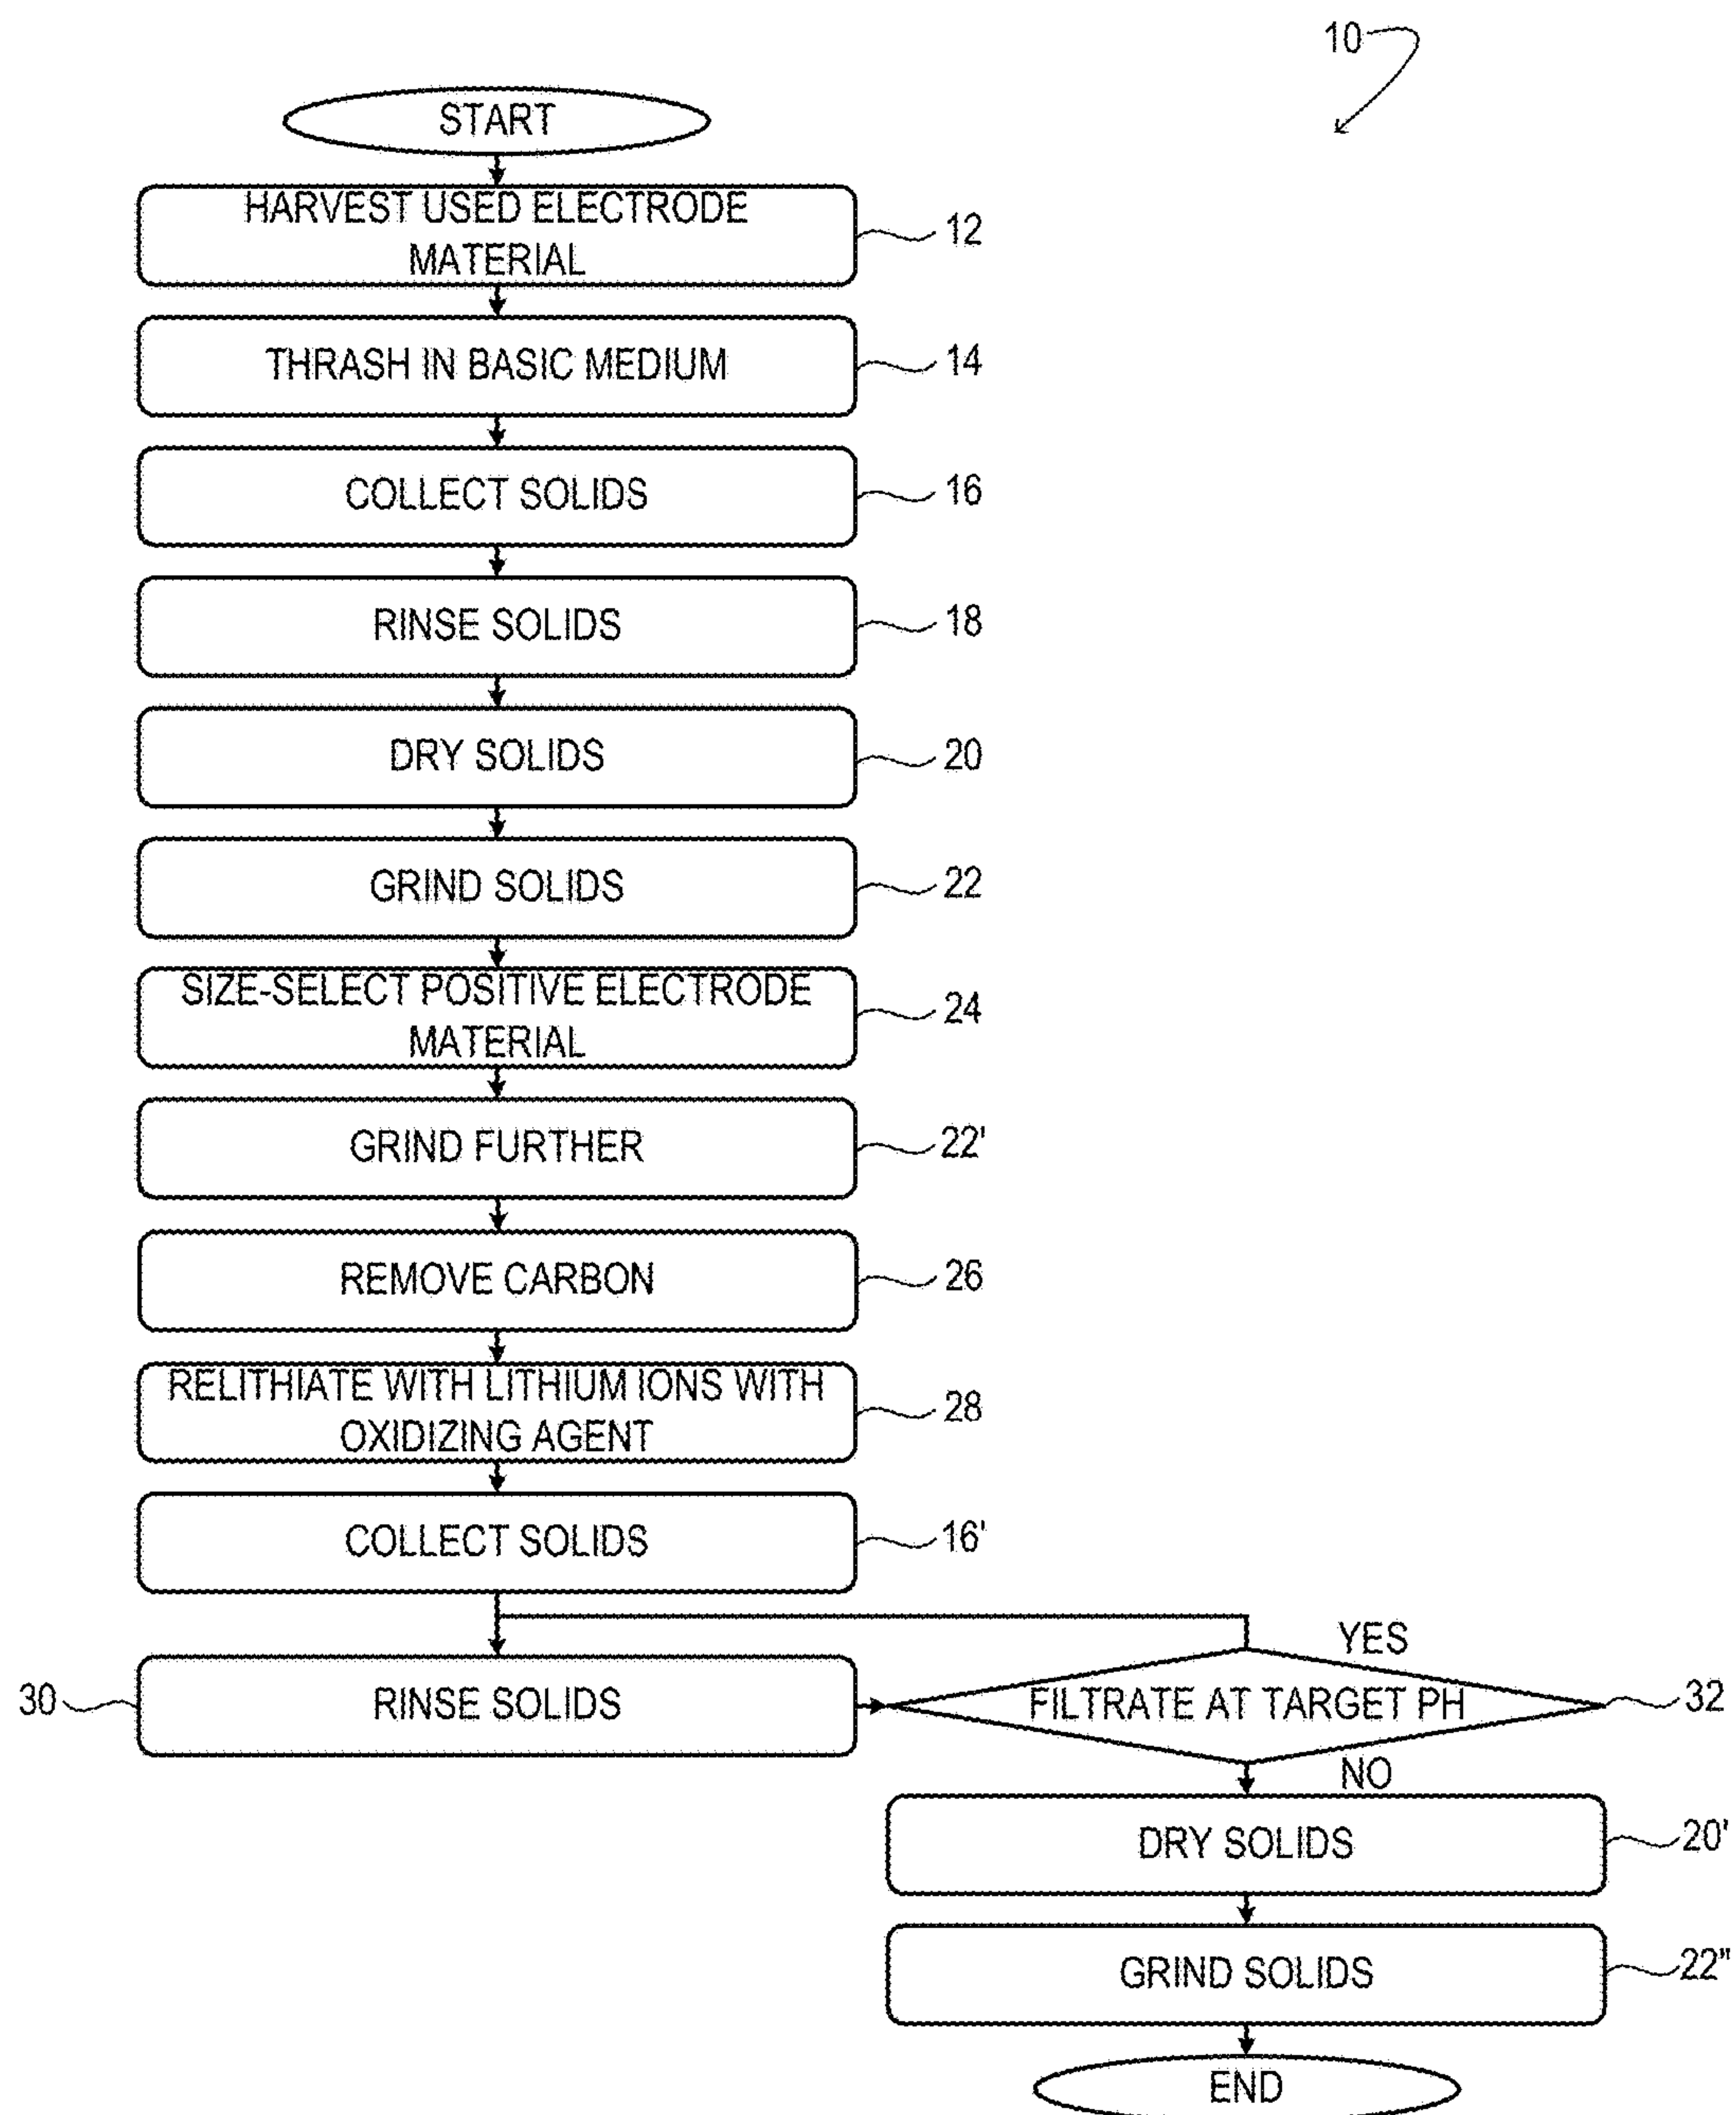 10
START
HARVEST USED ELECTRODE
MATERIAL
12
THRASH IN BASIC MEDIUM
14
COLLECT SOLIDS
16
RINSE SOLIDS
18
DRY SOLIDS
20
GRIND SOLIDS
22
SIZE-SELECT POSITIVE ELECTRODE
MATERIAL
24
GRIND FURTHER
22'
REMOVE CARBON
26
RELITHIATE WITH LITHIUM IONS WITH
OXIDIZING AGENT
28
COLLECT SOLIDS
16'
30
RINSE SOLIDS
YES
FILTRATE AT TARGET PH
32
NO
DRY SOLIDS
20'
GRIND SOLIDS
22"
END